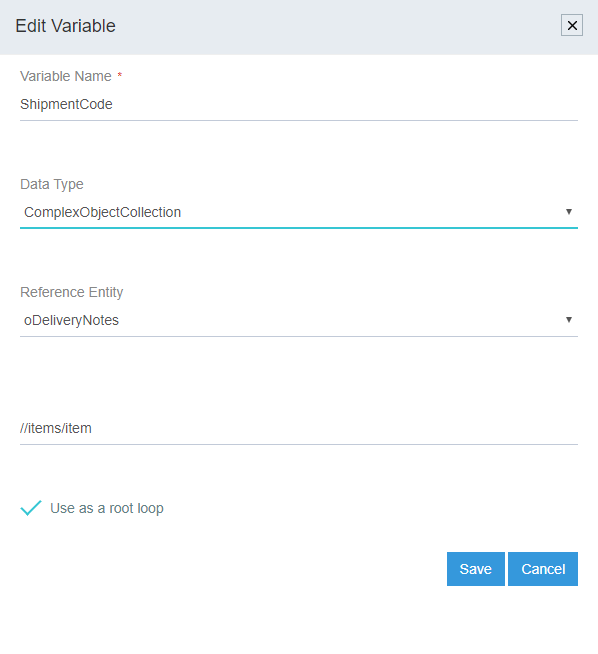 Edit Variable
Variable Name *
ShipmentCode
Data Type
ComplexObjectCollection
Reference Entity
oDeliveryNotes
//items/item
Use as a root loop
Save Cancel